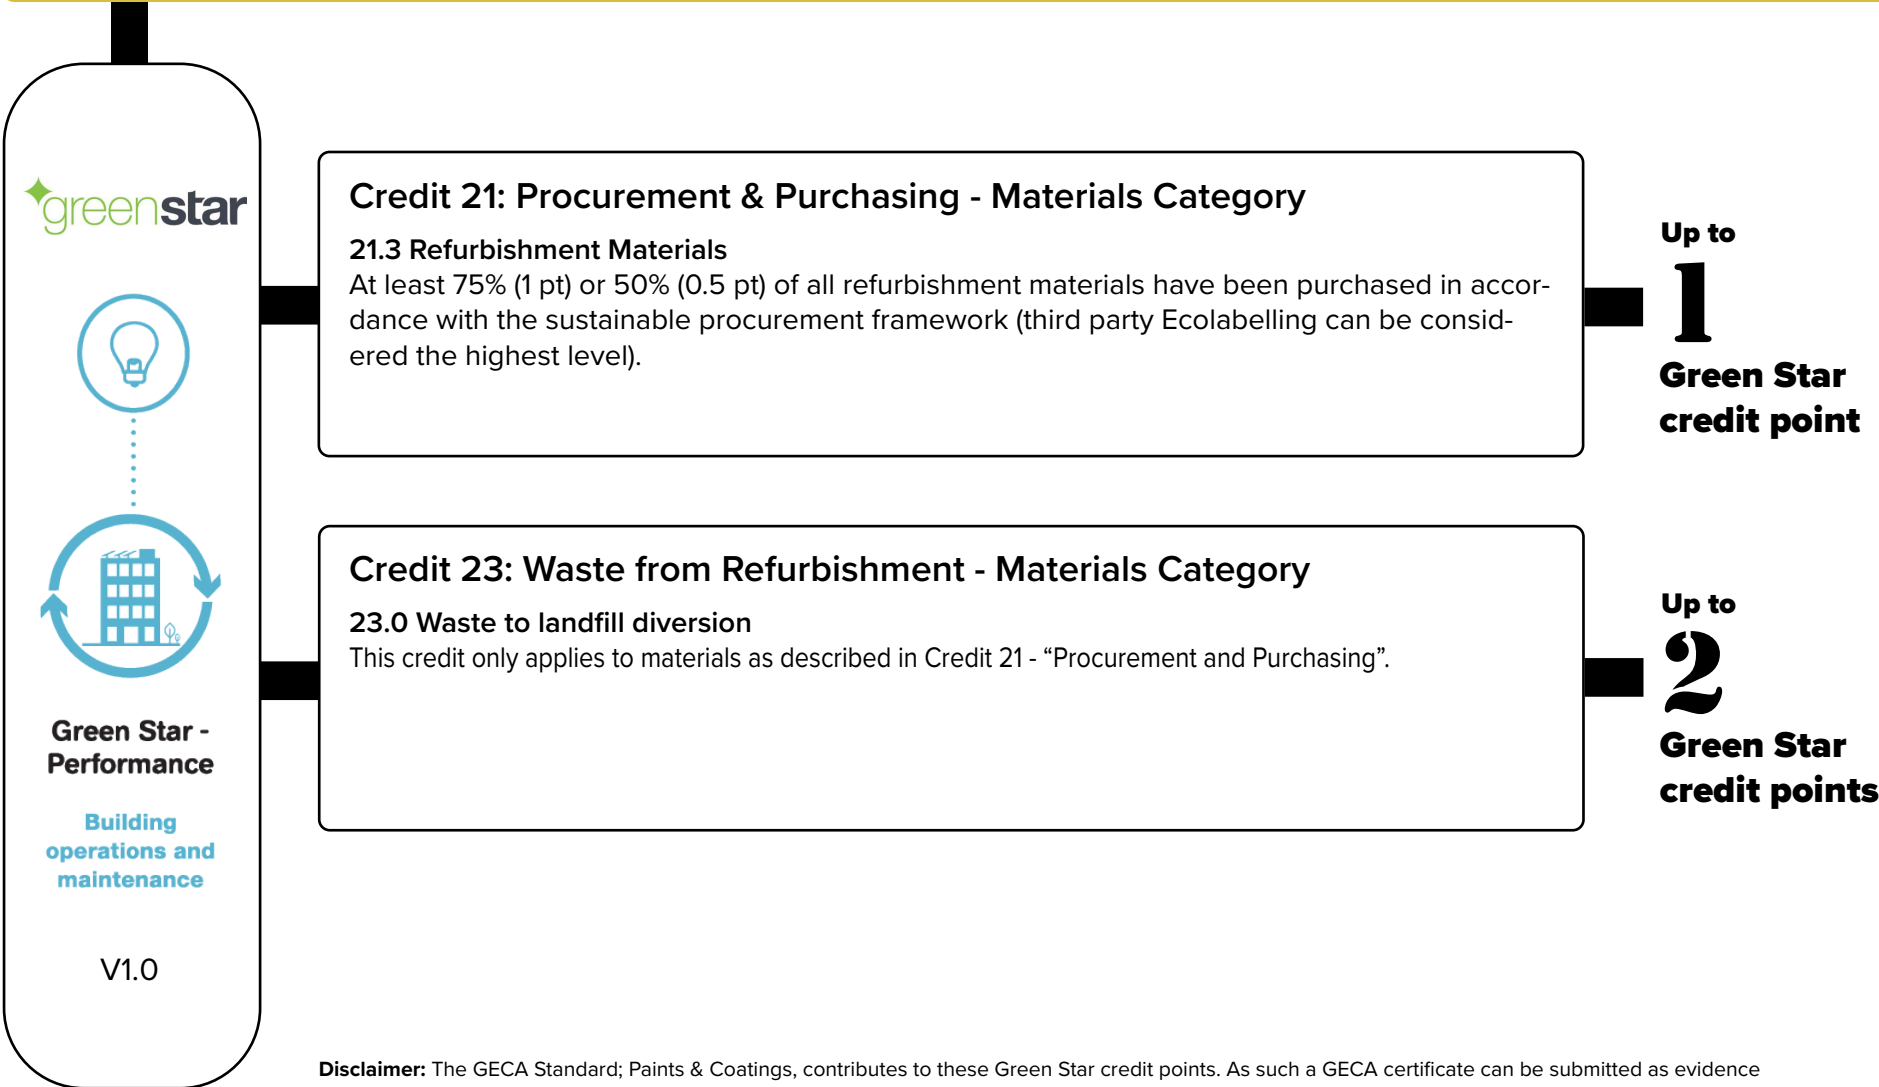 greenstar
Green Star -
Performance
Building
operations and
maintenance
V1.0
Credit 21: Procurement & Purchasing - Materials Category
21.3 Refurbishment Materials
At least 75% (1 pt) or 50% (0.5 pt) of all refurbishment materials have been purchased in accor-
dance with the sustainable procurement framework (third party Ecolabelling can be consid-
ered the highest level).
Up to
1
Green Star
credit point
Credit 23: Waste from Refurbishment - Materials Category
23.0 Waste to landfill diversion
This credit only applies to materials as described in Credit 21 - “Procurement and Purchasing”.
Up to
2
Green Star
credit points
Disclaimer: The GECA Standard; Paints & Coatings, contributes to these Green Star credit points. As such a GECA certificate can be submitted as evidence